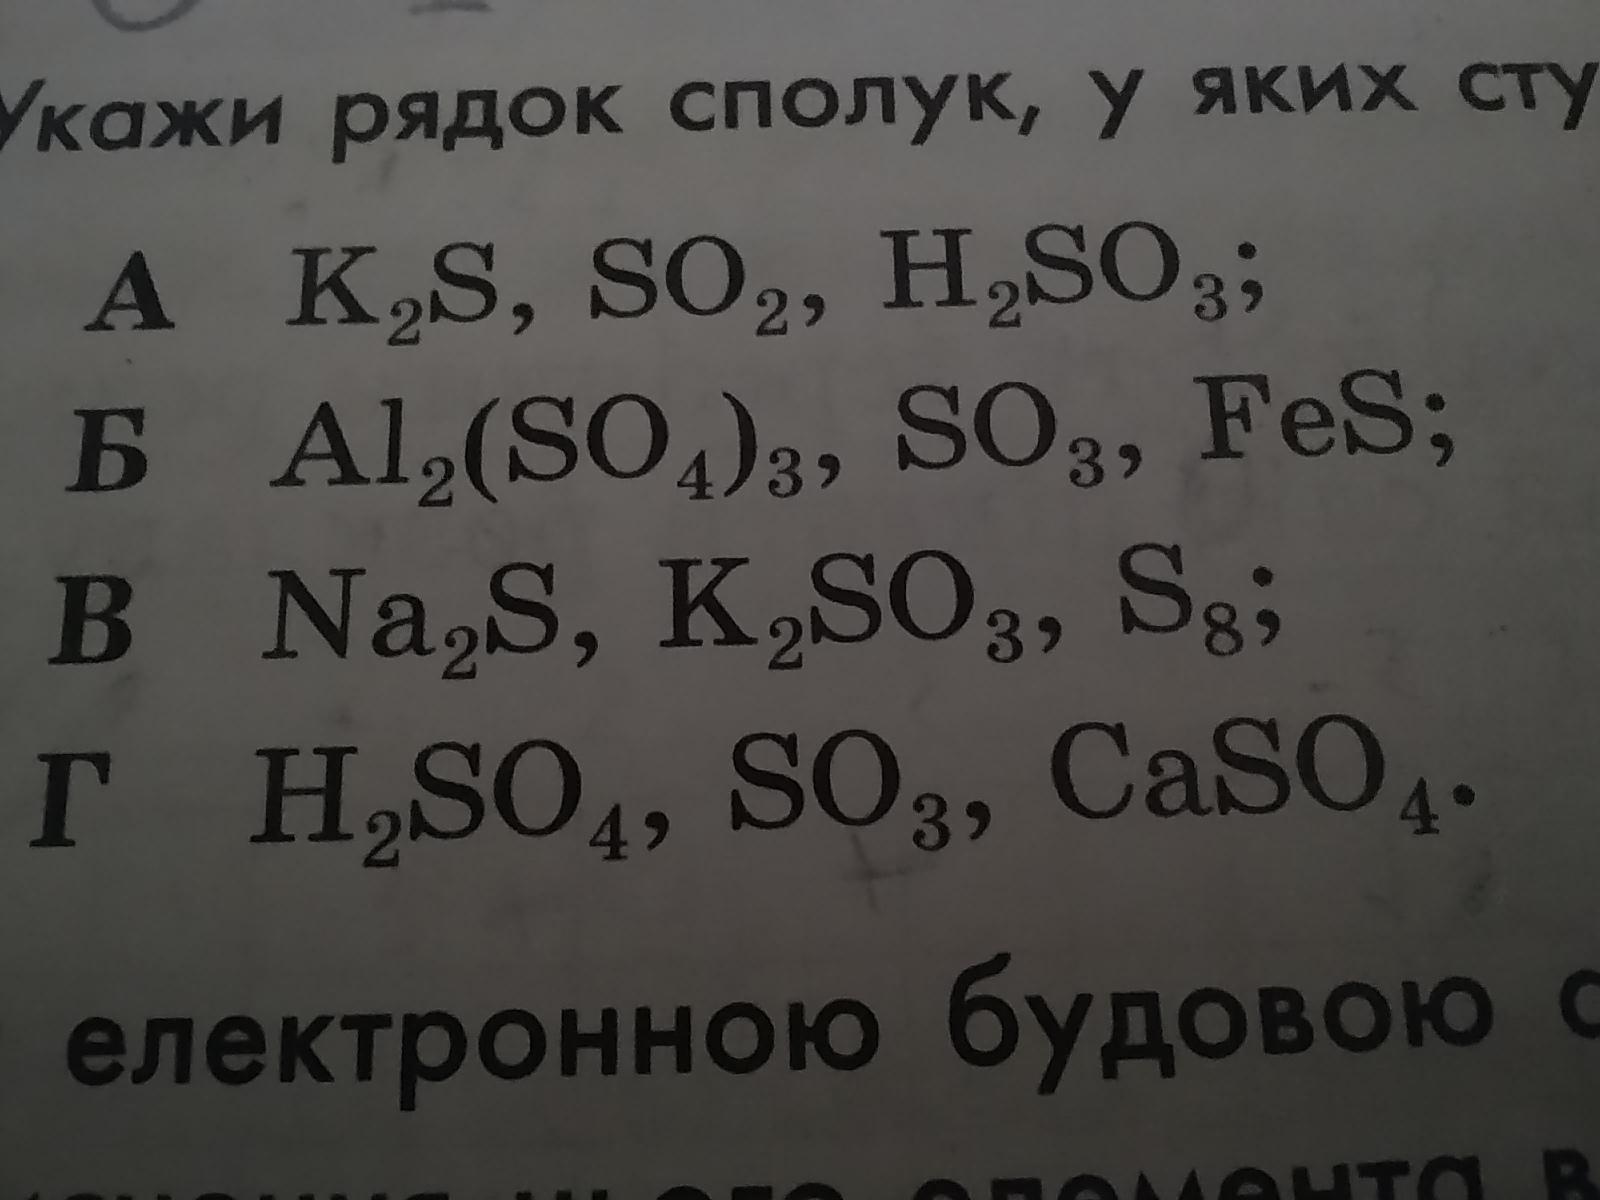 Укажи рядок сполук, у яких сту
А K₂S, SO₂, H₂SO₃;
Б Al₂(SO₄)₃, SO₃, FeS;
В Na₂S, K₂SO₃, S₈;
Г H₂SO₄, SO₃, CaSO₄.
електронною будовою
елемента в